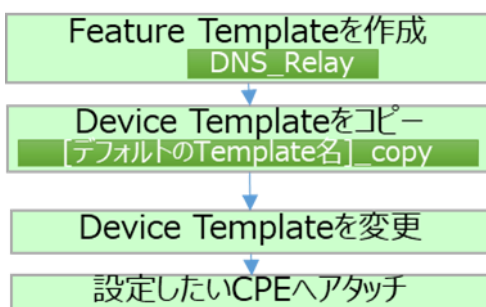 Feature Templateを作成
DNS_Relay
Device Templateをコピー
[デフォルトのTemplate名]_copy
Device Templateを変更
設定したいCPEへアタッチ